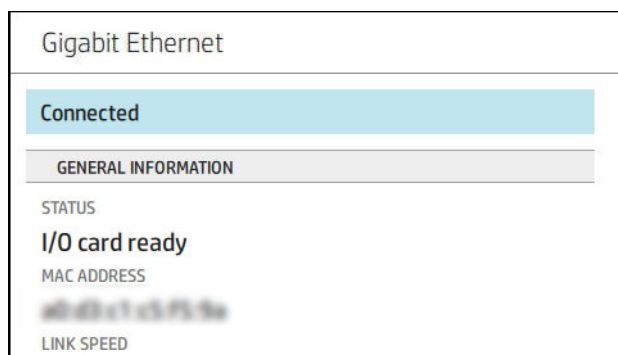 Gigabit Ethernet
Connected
GENERAL INFORMATION
STATUS
I/O card ready
MAC ADDRESS
LINK SPEED